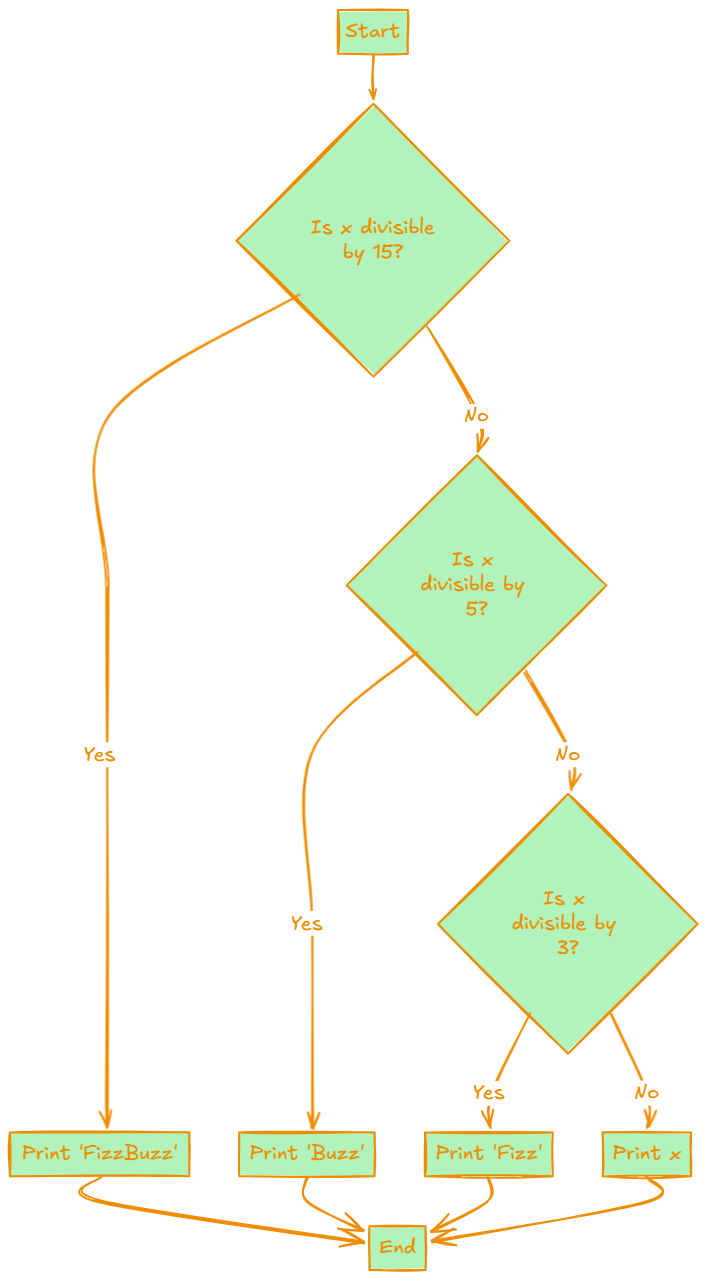 Start
Is x divisible
by 15?
No
Is x
divisible by
5?
Yes
No
Is x
divisible by
3?
Yes
Yes
No
Print 'FizzBuzz'
Print 'Buzz'
Print 'Fizz'
Print x
End